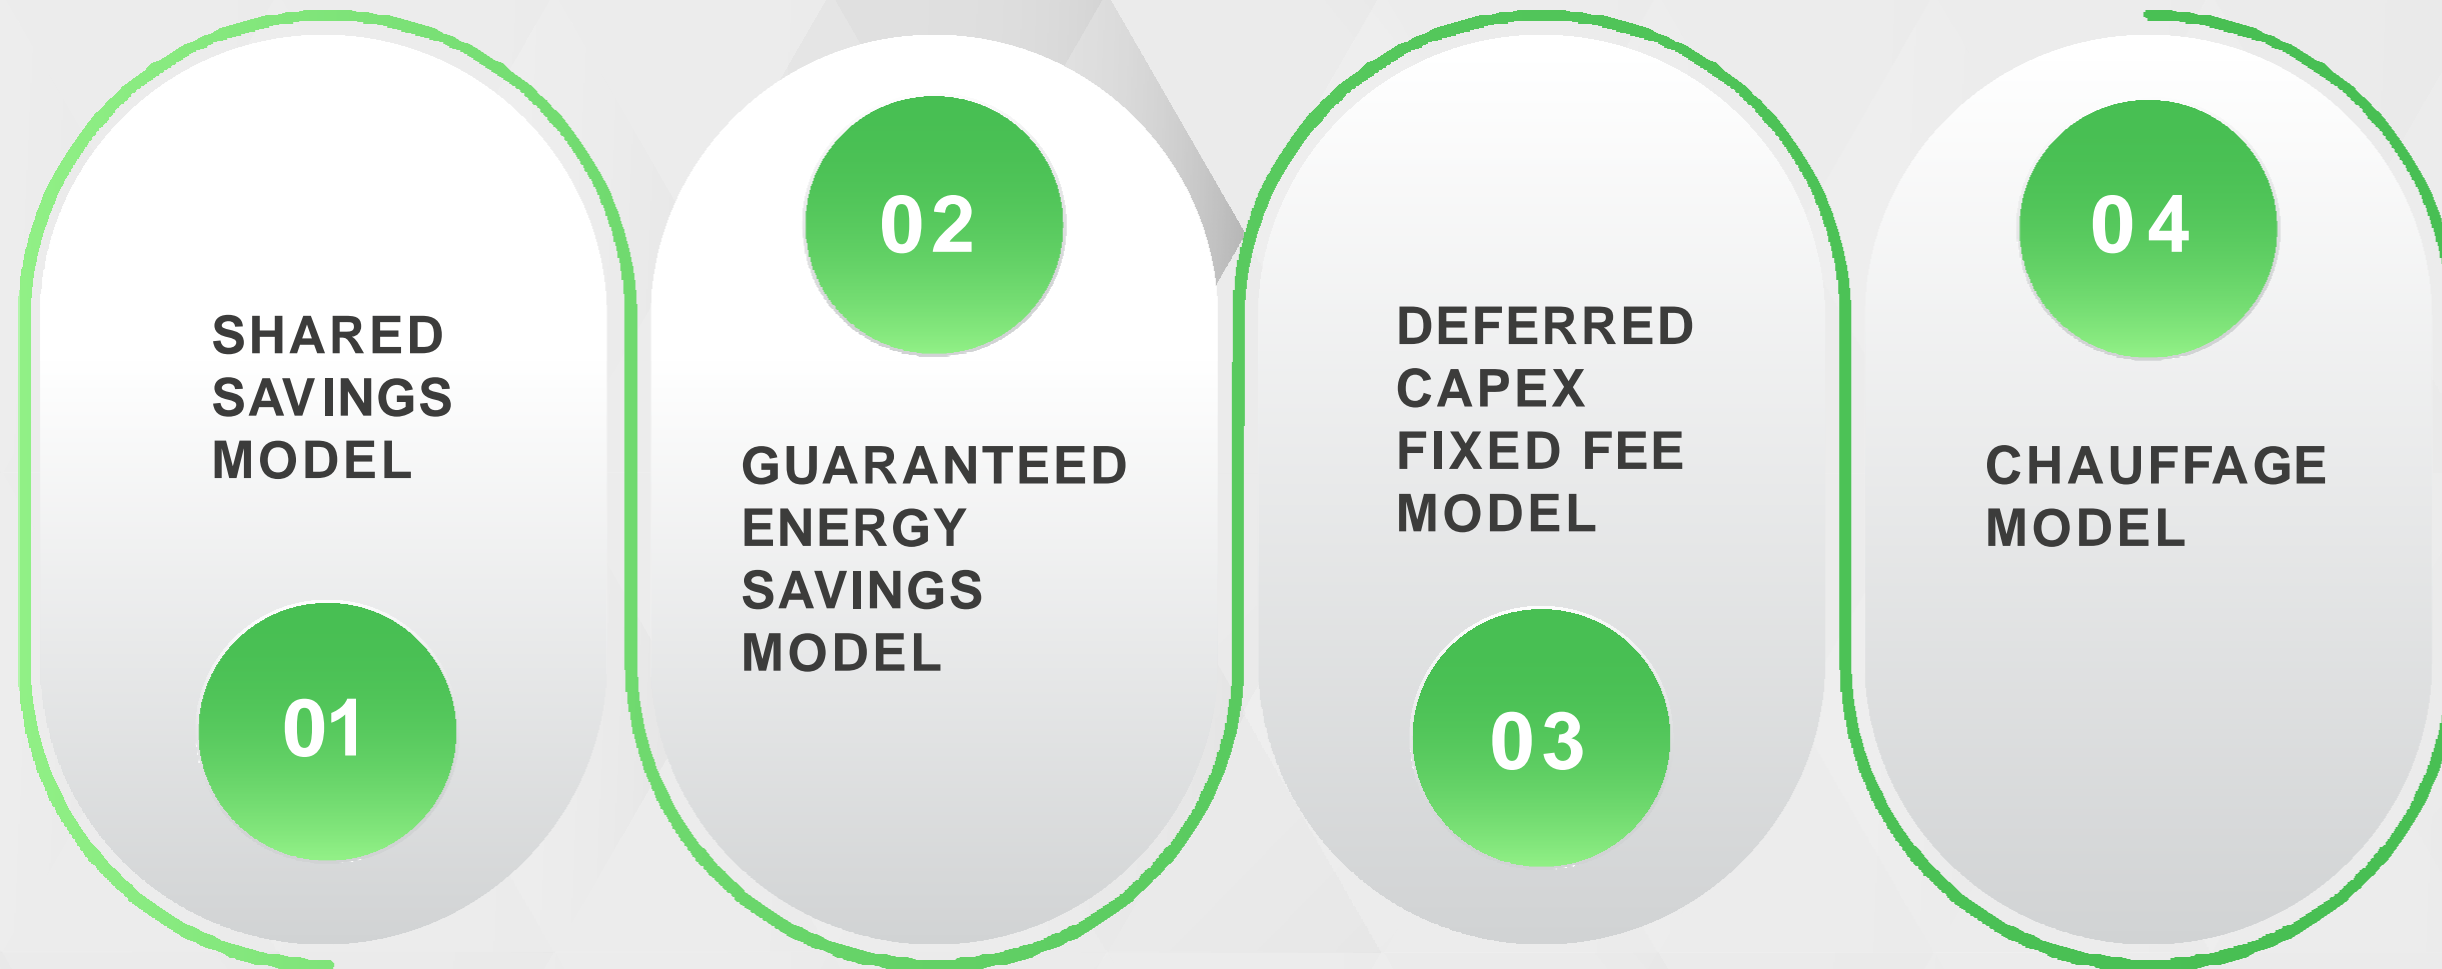 SHARED
SAVINGS
MODEL
01
02
GUARANTEED
ENERGY
SAVINGS
MODEL
DEFERRED
CAPEX
FIXED FEE
MODEL
03
04
CHAUFFAGE
MODEL